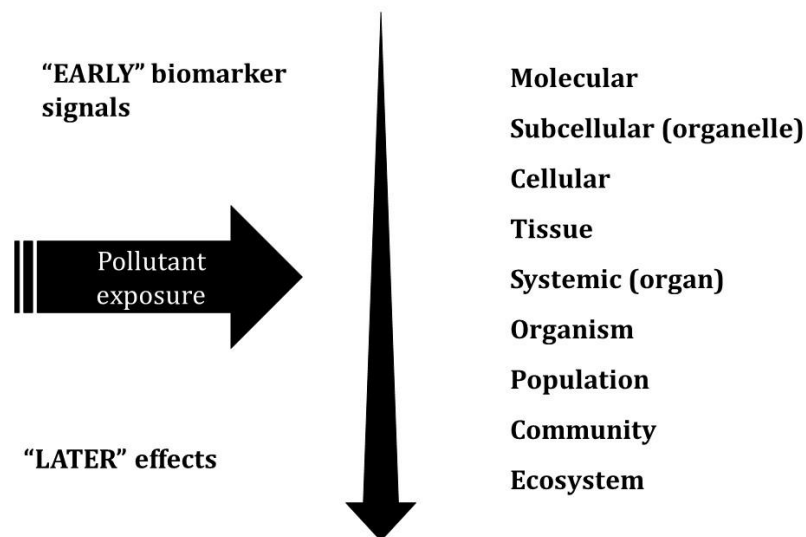 “EARLY” biomarker
signals
Pollutant
exposure
“LATER” effects
Molecular
Subcellular (organelle)
Cellular
Tissue
Systemic (organ)
Organism
Population
Community
Ecosystem